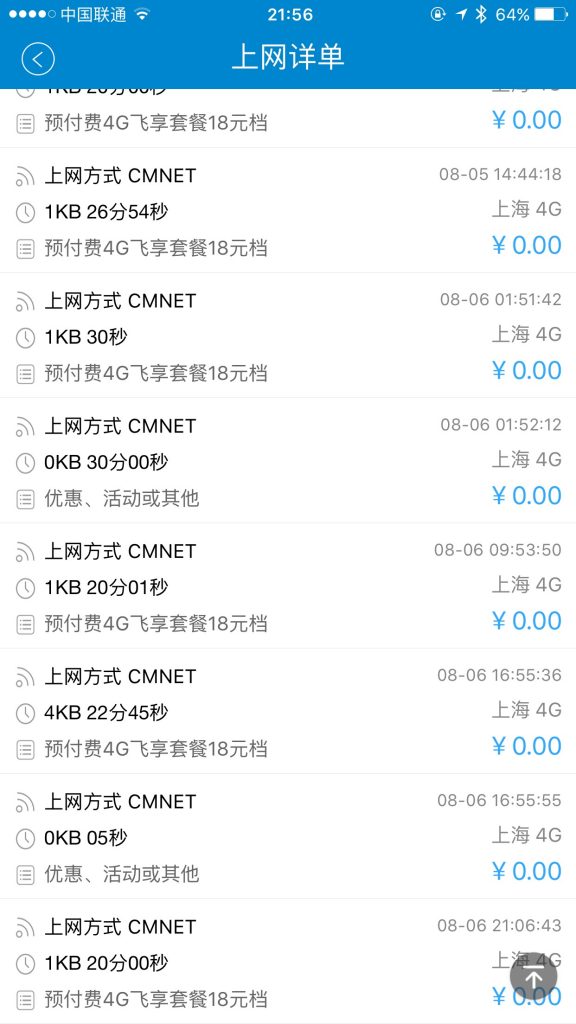 中国联通 21:56 64%
上网详单
1KB 20分00秒
预付费4G飞享套餐18元档 ¥0.00
上网方式 CMNET 08-05 14:44:18
1KB 26分54秒 上海 4G
预付费4G飞享套餐18元档 ¥0.00
上网方式 CMNET 08-06 01:51:42
1KB 30秒 上海 4G
预付费4G飞享套餐18元档 ¥0.00
上网方式 CMNET 08-06 01:52:12
0KB 30分00秒 上海 4G
优惠、活动或其他 ¥0.00
上网方式 CMNET 08-06 09:53:50
1KB 20分01秒 上海 4G
预付费4G飞享套餐18元档 ¥0.00
上网方式 CMNET 08-06 16:55:36
4KB 22分45秒 上海 4G
预付费4G飞享套餐18元档 ¥0.00
上网方式 CMNET 08-06 16:55:55
0KB 05秒 上海 4G
优惠、活动或其他 ¥0.00
上网方式 CMNET 08-06 21:06:43
1KB 20分00秒 上海 4G
预付费4G飞享套餐18元档 ¥0.00